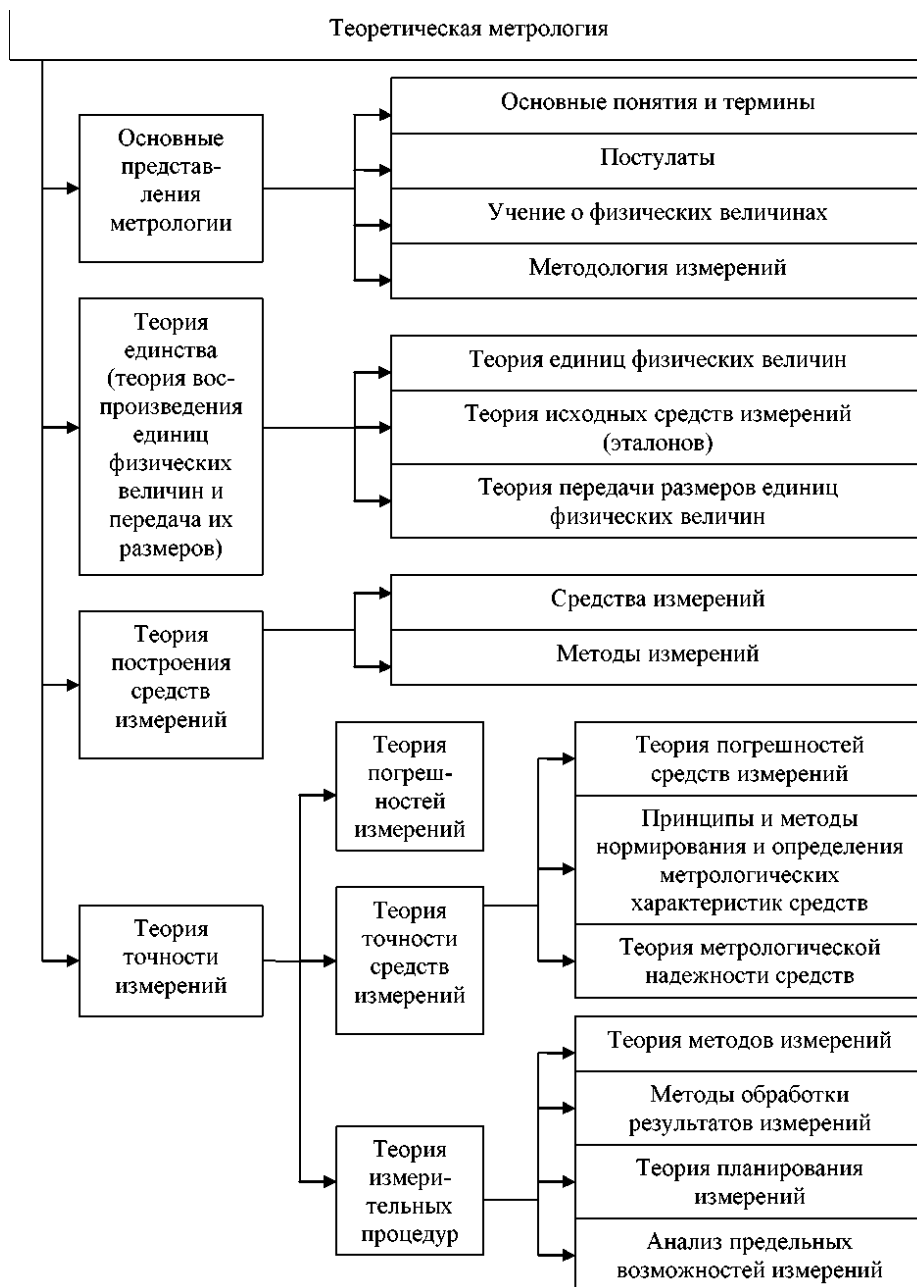 Теоретическая метрология
Основные
представ-
ления
метрологии
Основные понятия и термины
Постулаты
Учение о физических величинах
Методология измерений
Теория
единства
(теория вос-
произведения
единиц
физических
величин и
передача их
размеров)
Теория единиц физических величин
Теория исходных средств измерений
(эталонов)
Теория передачи размеров единиц
физических величин
Теория
построения
средств
измерений
Средства измерений
Методы измерений
Теория
точности
измерений
Теория
погреш-
ностей
измерений
Теория
точности
средств
измерений
Теория погрешностей
средств измерений
Принципы и методы
нормирования и определения
метрологических
характеристик средств
Теория метрологической
надежности средств
Теория
измери-
тельных
процедур
Теория методов измерений
Методы обработки
результатов измерений
Теория планирования
измерений
Анализ предельных
возможностей измерений